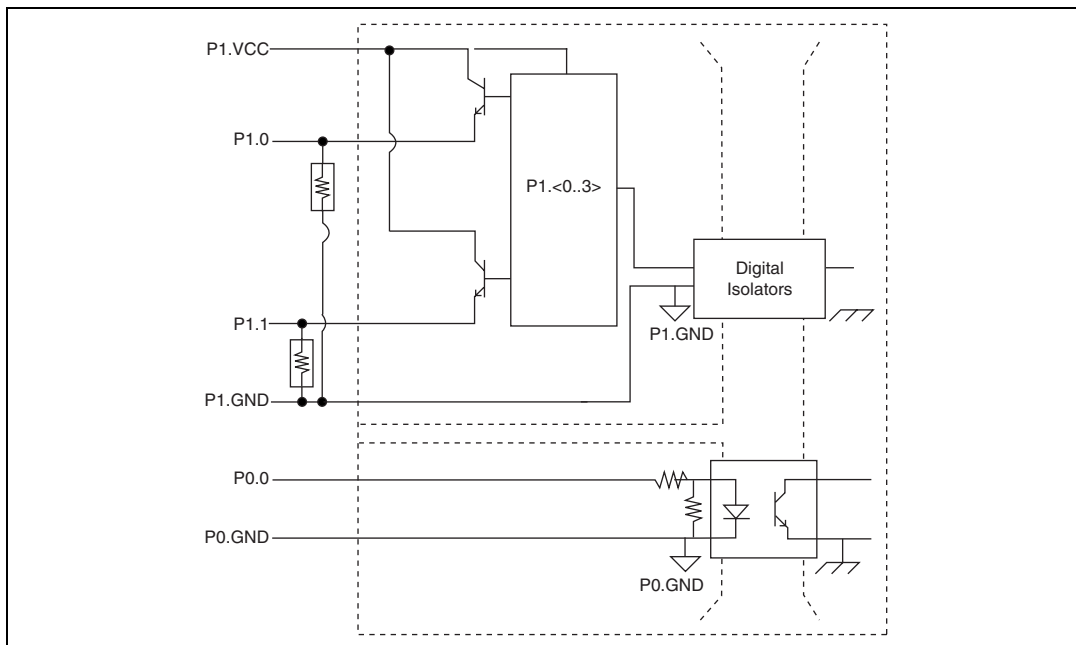 P1.VCC
P1.0
P1.<0..3>
Digital
Isolators
P1.1
P1.GND
P1.GND
P0.0
P0.GND
P0.GND